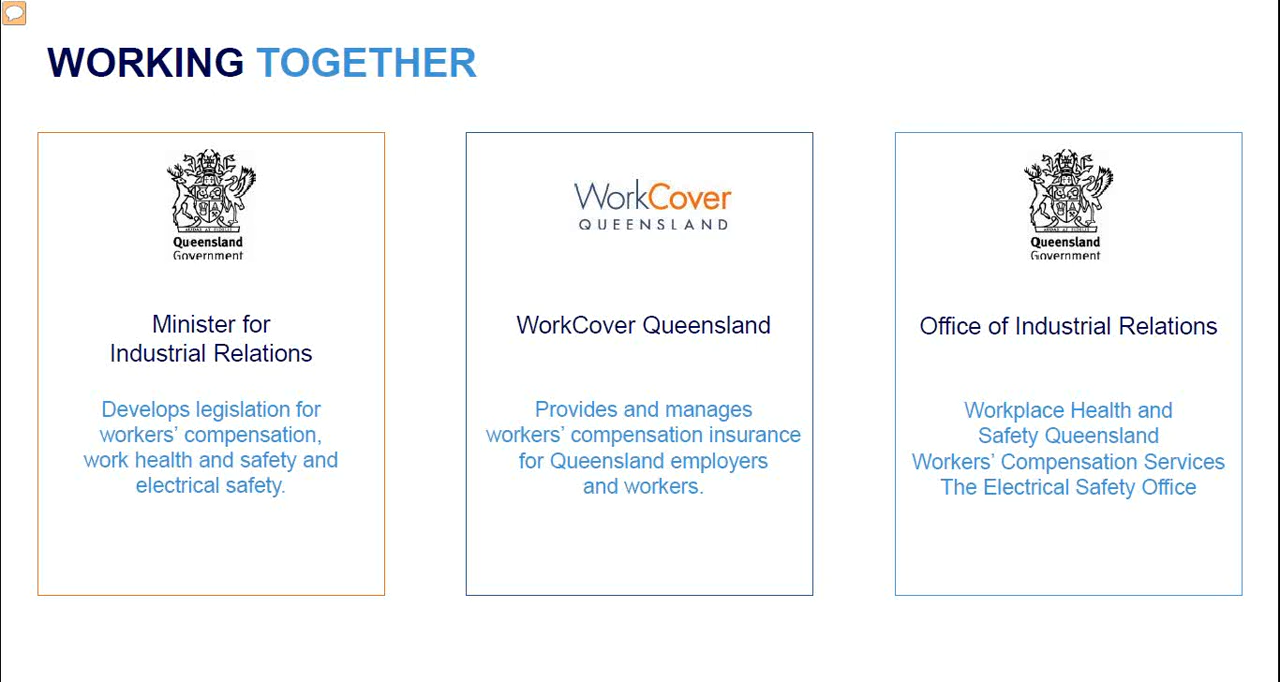 WORKING TOGETHER
Queensland
Government
Minister for
Industrial Relations
Develops legislation for
workers’ compensation,
work health and safety and
electrical safety.
WorkCover
QUEENSLAND
WorkCover Queensland
Provides and manages
workers’ compensation insurance
for Queensland employers
and workers.
Queensland
Government
Office of Industrial Relations
Workplace Health and
Safety Queensland
Workers’ Compensation Services
The Electrical Safety Office